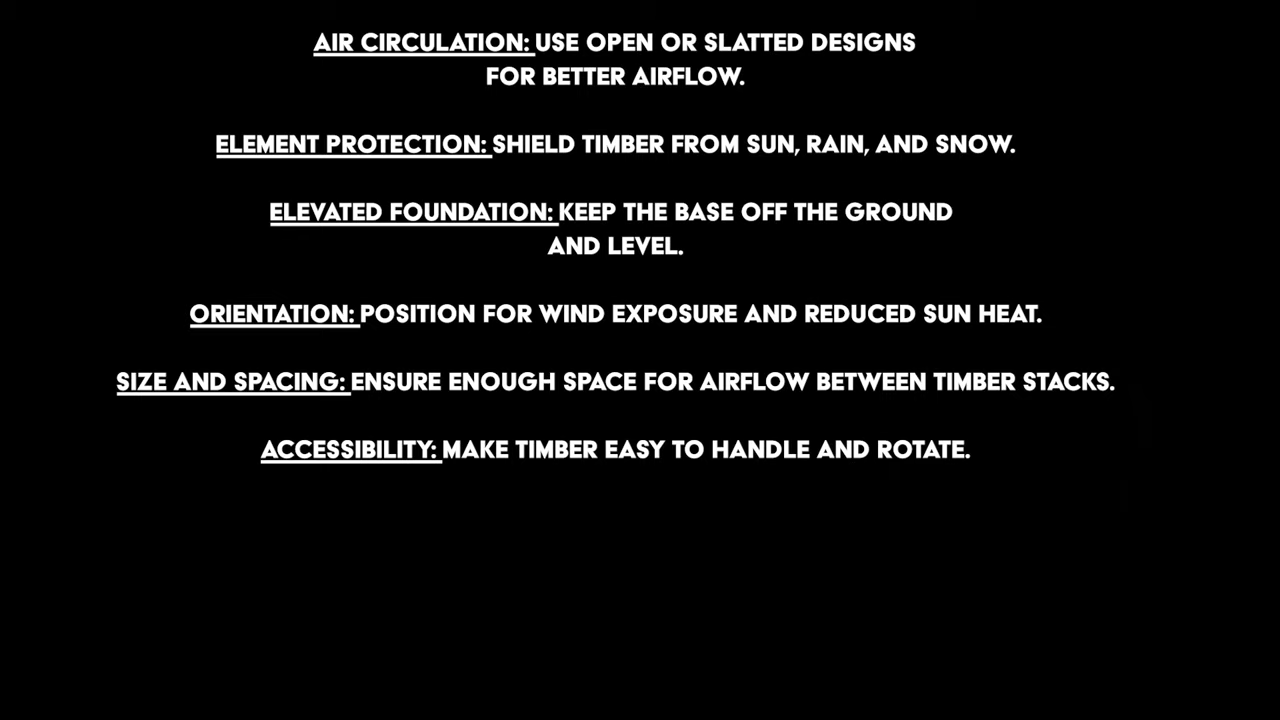 AIR CIRCULATION: USE OPEN OR SLATTED DESIGNS
FOR BETTER AIRFLOW.
ELEMENT PROTECTION: SHIELD TIMBER FROM SUN, RAIN, AND SNOW.
ELEVATED FOUNDATION: KEEP THE BASE OFF THE GROUND
AND LEVEL.
ORIENTATION: POSITION FOR WIND EXPOSURE AND REDUCED SUN HEAT.
SIZE AND SPACING: ENSURE ENOUGH SPACE FOR AIRFLOW BETWEEN TIMBER STACKS.
ACCESSIBILITY: MAKE TIMBER EASY TO HANDLE AND ROTATE.